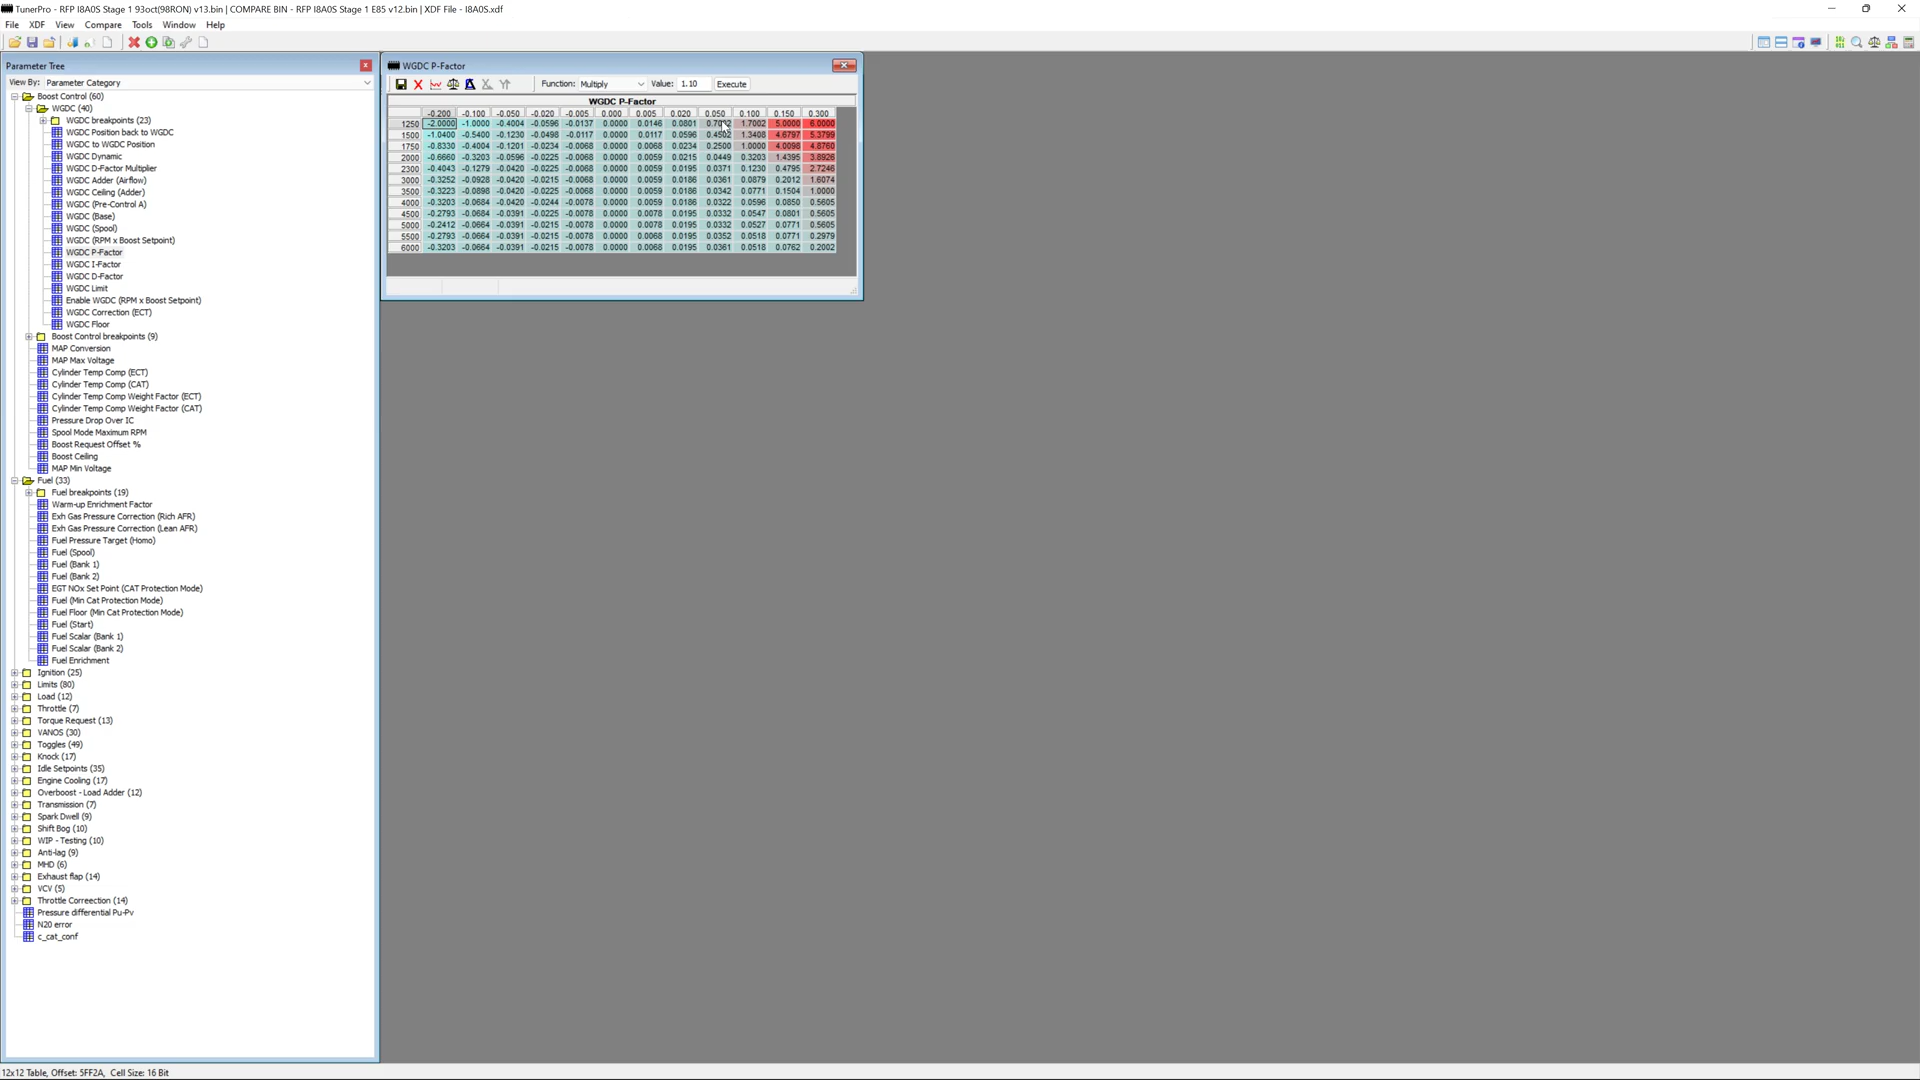 TunerPro - RFP I8A0S Stage 1 93oct(98RON) v13.bin | COMPARE BIN - RFP I8A0S Stage 1 E85 v12.bin | XDF File - I8A0S.xdf
File XDF View Compare Tools Window Help
Parameter Tree
View By: Parameter Category
Boost Control (60)
WGDC (40)
WGDC breakpoints (23)
WGDC Position back to WGDC
WGDC to WGDC Position
WGDC Dynamic
WGDC D-Factor Multiplier
WGDC Adder (Airflow)
WGDC Ceiling (Adder)
WGDC (Pre-Control A)
WGDC (Base)
WGDC (Spool)
WGDC (RPM x Boost Setpoint)
WGDC P-Factor
WGDC I-Factor
WGDC D-Factor
WGDC Limit
Enable WGDC (RPM x Boost Setpoint)
WGDC Correction (ECT)
WGDC Floor
Boost Control breakpoints (9)
MAP Conversion
MAP Max Voltage
Cylinder Temp Comp (ECT)
Cylinder Temp Comp (CAT)
Cylinder Temp Comp Weight Factor (ECT)
Cylinder Temp Comp Weight Factor (CAT)
Pressure Drop Over IC
Spool Mode Maximum RPM
Boost Request Offset %
Boost Ceiling
MAP Min Voltage
Fuel (33)
Fuel breakpoints (19)
Warm-up Enrichment Factor
Exh Gas Pressure Correction (Rich AFR)
Exh Gas Pressure Correction (Lean AFR)
Fuel Pressure Target (Homo)
Fuel (Spool)
Fuel (Bank 1)
Fuel (Bank 2)
EGT NOx Set Point (CAT Protection Mode)
Fuel (Min Cat Protection Mode)
Fuel Floor (Min Cat Protection Mode)
Fuel (Start)
Fuel Scalar (Bank 1)
Fuel Scalar (Bank 2)
Fuel Enrichment
Ignition (25)
Limits (80)
Load (12)
Throttle (7)
Torque Request (13)
VANOS (30)
Toggles (49)
Knock (17)
Idle Setpoints (35)
Engine Cooling (17)
Overboost - Load Adder (12)
Transmission (7)
Spark Dwell (9)
Shift Bog (10)
WIP - Testing (10)
Anti-lag (9)
MHD (6)
Exhaust flap (14)
VCV (5)
Throttle Correection (14)
Pressure differential Pu-Pv
N20 error
c_cat_conf
WGDC P-Factor
Function: Multiply Value: 1.10 Execute
WGDC P-Factor
-0.200 -0.100 -0.050 -0.020 -0.005 0.000 0.005 0.020 0.050 0.100 0.150 0.300
1250 -2.0000 -1.0000 -0.4004 -0.0596 -0.0137 0.0000 0.0146 0.0801 1.7002 5.0000 6.0000
1500 -1.0400 -0.5400 -0.1230 -0.0498 -0.0117 0.0000 0.0117 0.0596 0.4502 1.3408 4.6797 5.3799
1750 -0.8330 -0.4004 -0.1201 -0.0234 -0.0068 0.0000 0.0068 0.0234 0.2500 1.0000 4.0098 4.8760
2000 -0.6660 -0.3203 -0.0596 -0.0225 -0.0068 0.0000 0.0059 0.0215 0.0449 0.3203 1.4395 3.8926
2300 -0.4043 -0.1279 -0.0420 -0.0225 -0.0068 0.0000 0.0059 0.0195 0.0371 0.1230 0.4795 2.7246
3000 -0.3252 -0.0928 -0.0420 -0.0215 -0.0068 0.0000 0.0059 0.0186 0.0361 0.0879 0.2012 1.6074
3500 -0.3223 -0.0898 -0.0420 -0.0225 -0.0068 0.0000 0.0059 0.0186 0.0342 0.0771 0.1504 1.0000
4000 -0.3203 -0.0684 -0.0420 -0.0244 -0.0078 0.0000 0.0059 0.0186 0.0322 0.0596 0.0850 0.5605
4500 -0.2793 -0.0684 -0.0391 -0.0225 -0.0078 0.0000 0.0078 0.0195 0.0332 0.0547 0.0801 0.5605
5000 -0.2412 -0.0664 -0.0391 -0.0215 -0.0078 0.0000 0.0078 0.0195 0.0332 0.0527 0.0771 0.5605
5500 -0.2793 -0.0664 -0.0391 -0.0215 -0.0078 0.0000 0.0068 0.0195 0.0352 0.0518 0.0771 0.2979
6000 -0.3203 -0.0664 -0.0391 -0.0215 -0.0078 0.0000 0.0068 0.0195 0.0361 0.0518 0.0762 0.2002
12x12 Table, Offset: 5FF2A, Cell Size: 16 Bit